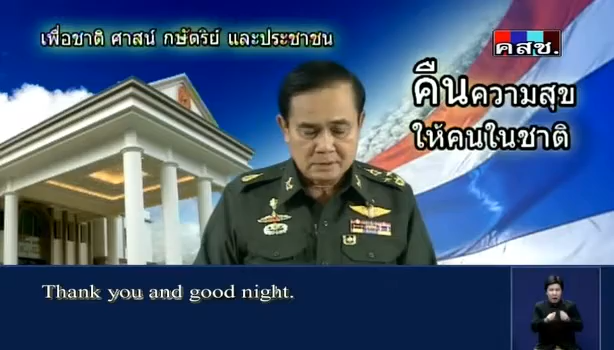 เพื่อชาติ ศาสน์ กษัตริย์ และประชาชน
คสช.
คืนความสุข
ให้คนในชาติ
Thank you and good night.